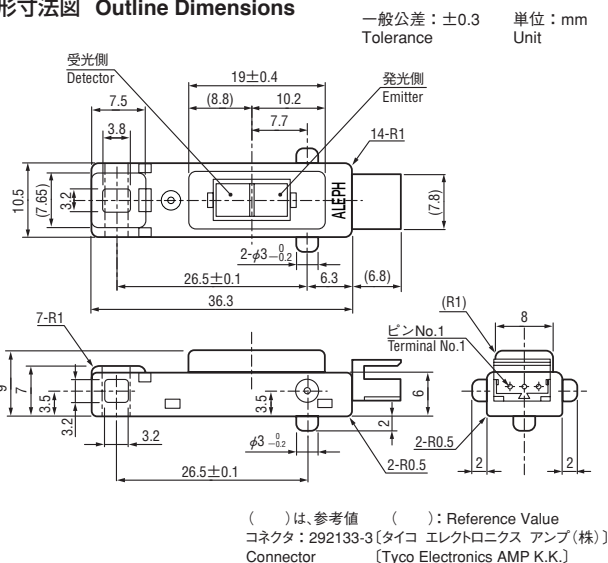 形寸法図 Outline Dimensions
一般公差：±0.3 単位：mm
Tolerance Unit
受光側
Detector
19±0.4
発光側
Emitter
7.5
(8.8)
10.2
3.8
7.7
14-R1
10.5
(7.65)
3.2
ALEPH
(7.8)
2-φ3 0 -0.2
26.5±0.1
6.3
(6.8)
36.3
7-R1
(R1)
8
ピンNo.1
Terminal No.1
9
7
3.5
3.2
3.2
3.5
φ3 0 -0.2
2
6
2-R0.5
2-R0.5
2
2
26.5±0.1
( )は、参考値 ( )：Reference Value
コネクタ：292133-3〔タイコ エレクトロニクス アンプ（株）〕
Connector 〔Tyco Electronics AMP K.K.〕